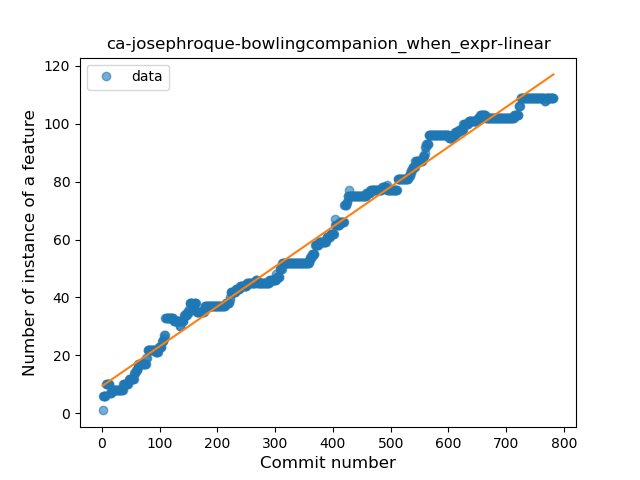 ca-josephroque-bowlingcompanion_when_expr-linear
data
Number of instance of a feature
120
100
80
60
40
20
0
0 100 200 300 400 500 600 700 800
Commit number